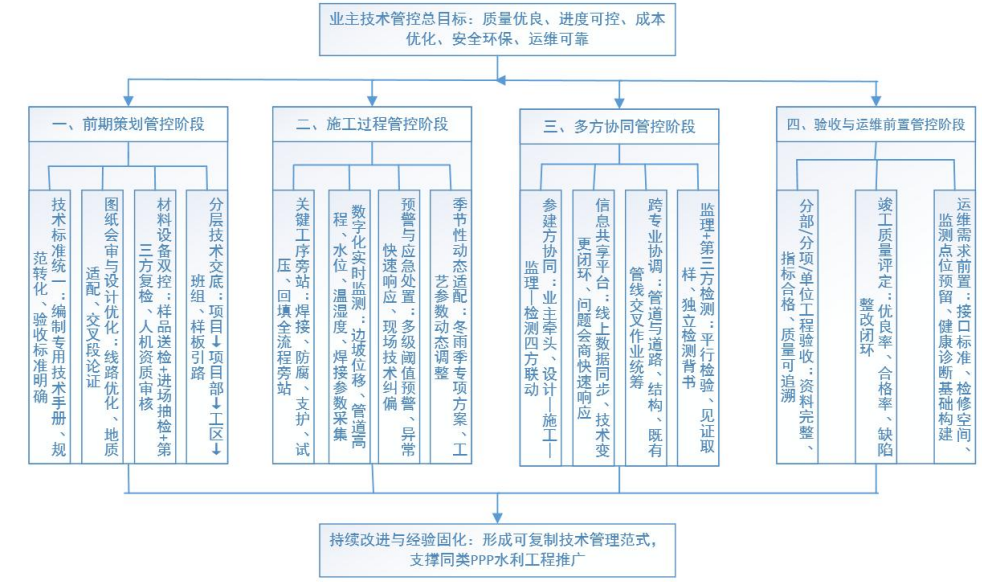 业主技术管控总目标：质量优良、进度可控、成本
优化、安全环保、运维可靠
一、前期策划管控阶段
技术标准统一：编制专用技术手册、规
范转化、验收标准明确
图纸会审与设计优化：线路优化、地质
适配、交叉段论证
材料设备双控：样品送检+进场抽检+第
三方复检、人机资质审核
分层技术交底：项目→项目部→工区→
班组、样板引路
二、施工过程管控阶段
关键工序旁站：焊接、防腐、支护、试
压、回填全流程旁站
数字化实时监测：边坡位移、管道高
程、水位、温湿度、焊接参数采集
预警与应急处置：多级阈值预警、异常
快速响应、现场技术纠偏
季节性动态适配：冬雨季专项方案、工
艺参数动态调整
三、多方协同管控阶段
参建方协同：业主牵头、设计—施工—
监理—检测四方联动
信息共享平台：线上数据同步、技术变
更闭环、问题会商快速响应
跨专业协调：管道与道路、结构、既有
管线交叉作业统筹
监理+第三方检测：平行检验、见证取
样、独立检测背书
四、验收与运维前置管控阶段
分部/分项/单位工程验收：资料完整、
指标合格、质量可追溯
竣工质量评定：优良率、合格率、缺陷
整改闭环
运维需求前置：接口标准、检修空间、
监测点位预留、健康诊断基础构建
持续改进与经验固化：形成可复制技术管理范式，
支撑同类PPP水利工程推广